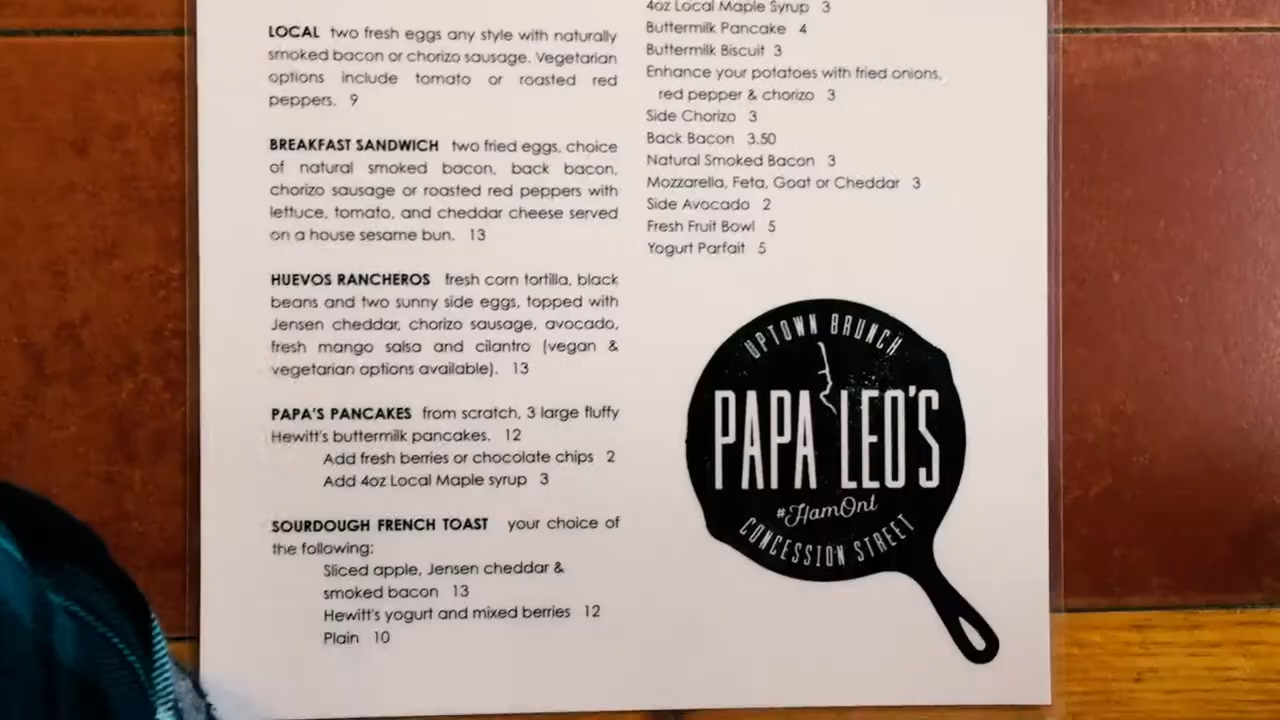 LOCAL two fresh eggs any style with naturally
smoked bacon or chorizo sausage. Vegetarian
options include tomato or roasted red
peppers. 9
BREAKFAST SANDWICH two fried eggs, choice
of natural smoked bacon, back bacon,
chorizo sausage or roasted red peppers with
lettuce, tomato, and cheddar cheese served
on a house sesame bun. 13
HUEVOS RANCHEROS fresh corn tortilla, black
beans and two sunny side eggs, topped with
Jensen cheddar, chorizo sausage, avocado,
fresh mango salsa and cilantro (vegan &
vegetarian options available). 13
PAPA'S PANCAKES from scratch, 3 large fluffy
Hewitt's buttermilk pancakes. 12
Add fresh berries or chocolate chips 2
Add 4oz Local Maple syrup 3
SOURDOUGH FRENCH TOAST your choice of
the following:
Sliced apple, Jensen cheddar &
smoked bacon 13
Hewitt's yogurt and mixed berries 12
Plain 10
4oz Local Maple Syrup 3
Buttermilk Pancake 4
Buttermilk Biscuit 3
Enhance your potatoes with fried onions,
red pepper & chorizo 3
Side Chorizo 3
Back Bacon 3.50
Natural Smoked Bacon 3
Mozzarella, Feta, Goat or Cheddar 3
Side Avocado 2
Fresh Fruit Bowl 5
Yogurt Parfait 5
UPTOWN BRUNCH
PAPA LEO'S
#HamOnt
CONCESSION STREET